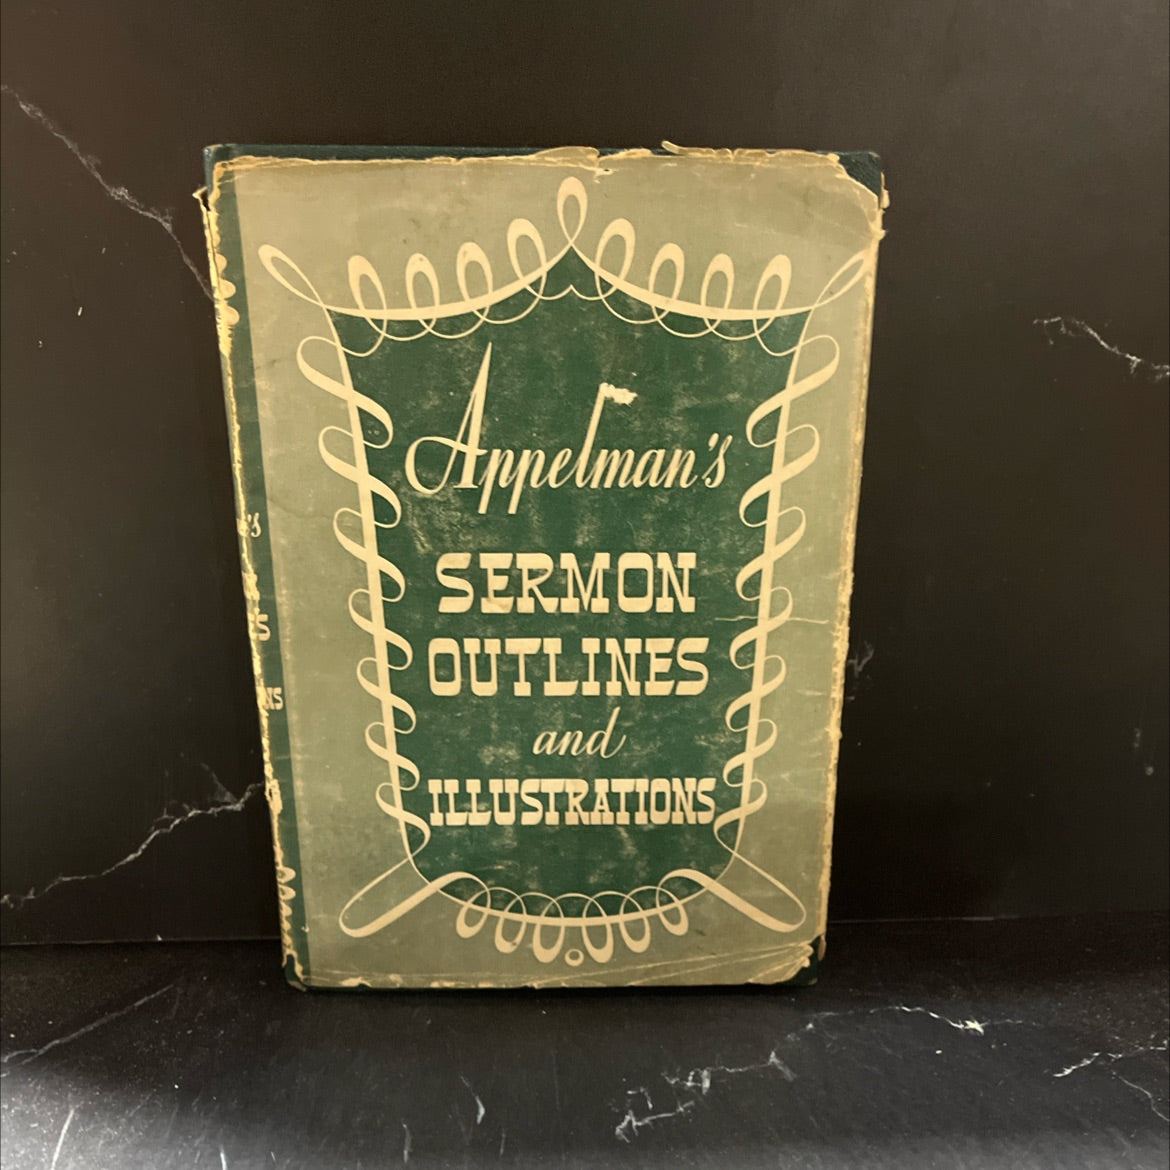 Appelman's
SERMON
OUTLINES
and
ILLUSTRATIONS